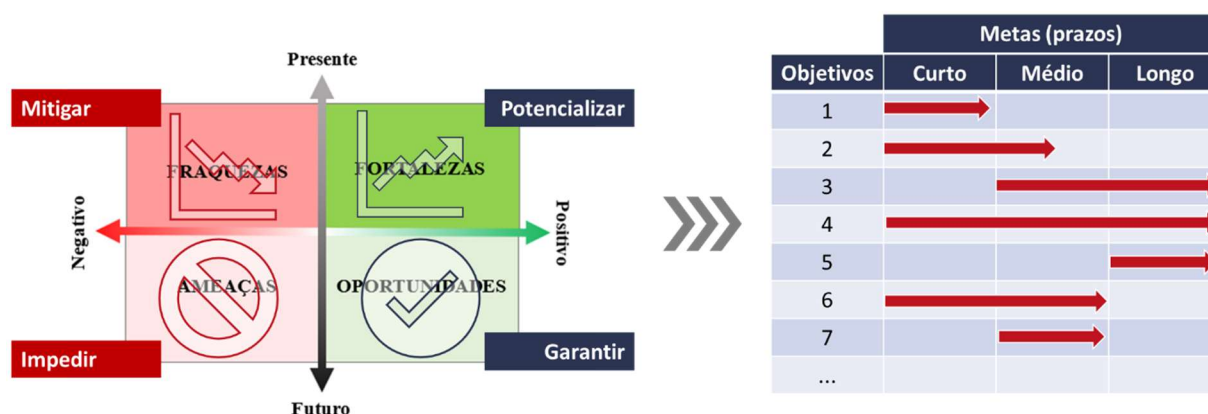 Presente
Mitigar
Potencializar
FRAQUEZAS
FORTALEZAS
Negativo
Positivo
AMEAÇAS
OPORTUNIDADES
Impedir
Garantir
Futuro
Metas (prazos)
Objetivos Curto Médio Longo
1
2
3
4
5
6
7
...